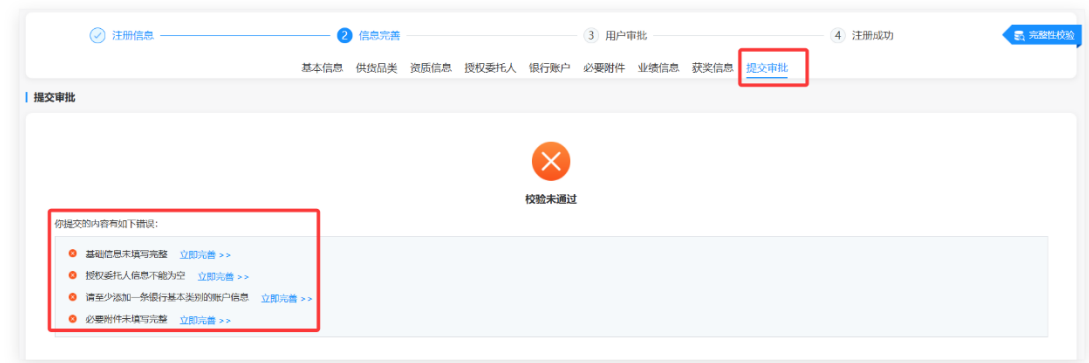 注册信息 2 信息完善 3 用户审批 4 注册成功 完整性校验
基本信息 供货品类 资质信息 授权委托人 银行账户 必要附件 业绩信息 获奖信息 提交审批
提交审批
校验未通过
你提交的内容有如下错误：
基础信息未填写完整 立即完善 >>
授权委托人信息不能为空 立即完善 >>
请至少添加一条银行基本类别的账户信息 立即完善 >>
必要附件未填写完整 立即完善 >>